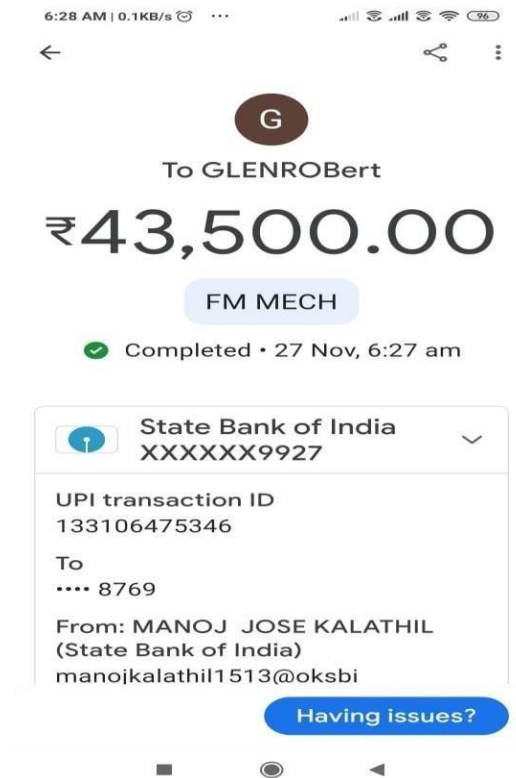 6:28 AM | 0.1KB/s ...
96
G
To GLENROBert
₹43,500.00
FM MECH
Completed • 27 Nov, 6:27 am
State Bank of India
XXXXXX9927
UPI transaction ID
133106475346
To
•••• 8769
From: MANOJ JOSE KALATHIL
(State Bank of India)
manojkalathil1513@oksbi
Having issues?